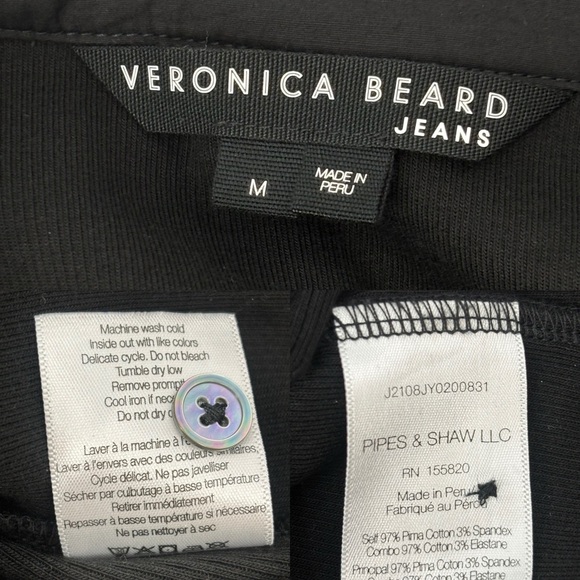 VERONICA BEARD
JEANS
M
MADE IN
PERU
Machine wash cold
Inside out with like colors
Delicate cycle. Do not bleach
Tumble dry low
Remove
Cool iron if
Do not dry
Laver à la machine à
Laver à l'envers avec des couleurs similaires,
Cycle délicat. Ne pas javelliser
Sécher par culbutage à basse température
Retirer immédiatement
Repasser à basse température si nécessaire
Ne pas nettoyer à sec
J2108JY0200831
PIPES & SHAW LLC
RN 155820
Made in Peru
Fabriqué au Pérou
Self 97% Pima Cotton 3% Spandex
Combo 97% Cotton 3% Elastane
Principal 97% Pima Cotton 3% Spandex
97% Cotton 3% Elastane